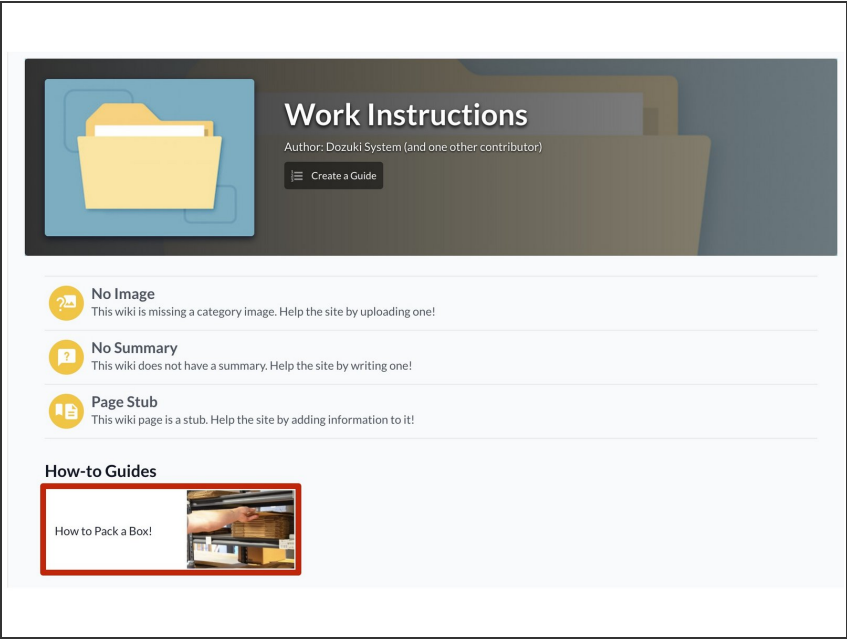 Work Instructions
Author: Dozuki System (and one other contributor)
Create a Guide
No Image
This wiki is missing a category image. Help the site by uploading one!
No Summary
This wiki does not have a summary. Help the site by writing one!
Page Stub
This wiki page is a stub. Help the site by adding information to it!
How-to Guides
How to Pack a Box!